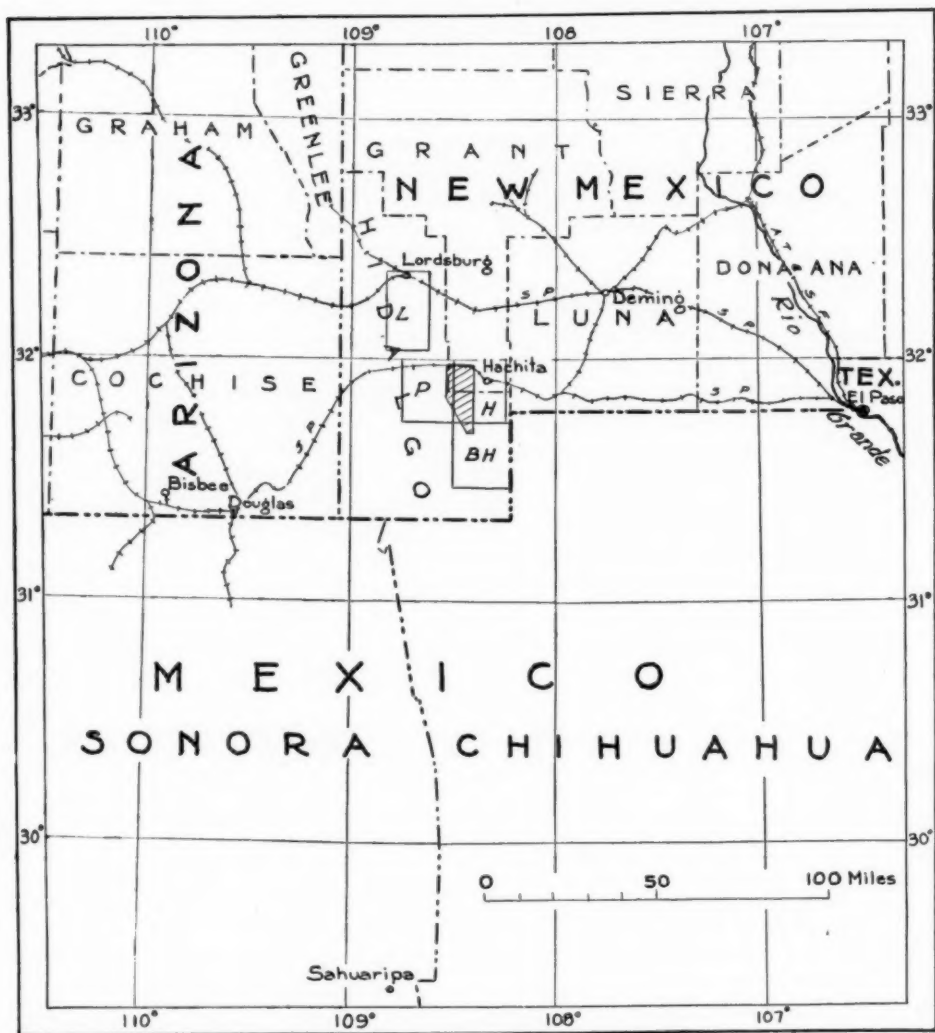 110° 109° 108 107°
33° 33°
GRAHAM
GREENLEE
GRANT
SIERRA
NEW MEXICO
ARIZONA
HIDALGO
Lordsburg
L
S P
Deming
LUNA
S P
DONA ANA
A T S F
Rio Grande
32° 32°
COCHISE
S P
P
Hachita
H
BH
S P
TEX.
El Paso
Bisbee
Douglas
31° 31°
MEXICO
SONORA CHIHUAHUA
30° 30°
0 50 100 Miles
Sahuaripa
110° 109° 108° 107°